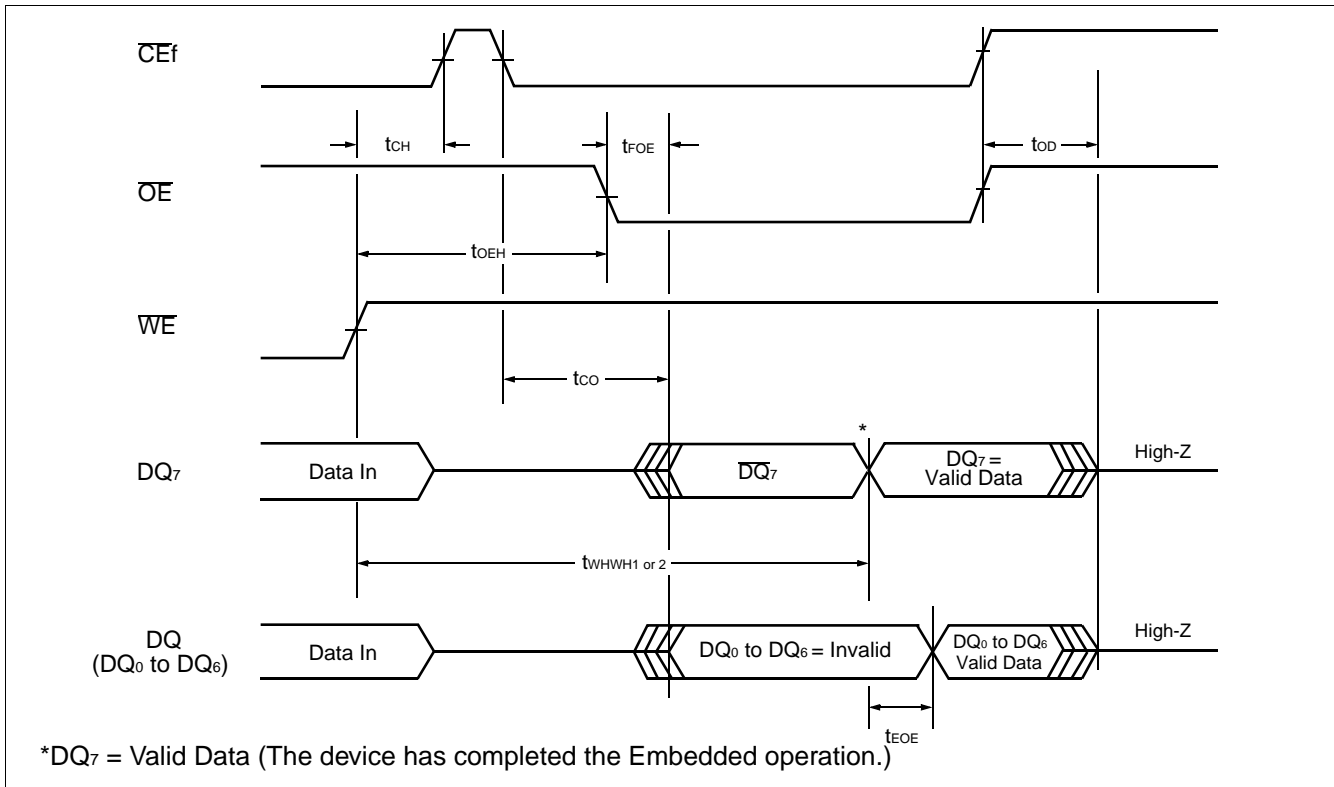 CEf
tCH
tFOE
tOD
OE
tOEH
WE
tCO
*
DQ7
Data In
DQ7
DQ7 =
Valid Data
High-Z
tWHWH1 or 2
DQ
(DQ0 to DQ6)
Data In
DQ0 to DQ6 = Invalid
DQ0 to DQ6
Valid Data
High-Z
tEOE
*DQ7 = Valid Data (The device has completed the Embedded operation.)